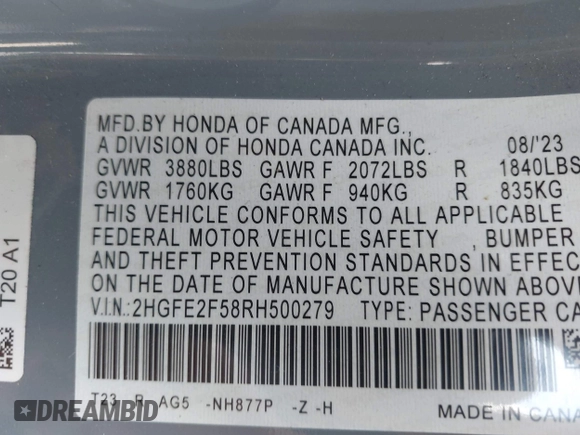 MFD.BY HONDA OF CANADA MFG.,
A DIVISION OF HONDA CANADA INC. 08/'23
GVWR 3880LBS GAWR F 2072LBS R 1840LBS
GVWR 1760KG GAWR F 940KG R 835KG
THIS VEHICLE CONFORMS TO ALL APPLICABLE
FEDERAL MOTOR VEHICLE SAFETY , BUMPER
AND THEFT PREVENTION STANDARDS IN EFFEC
ON THE DATE OF MANUFACTURE SHOWN ABOVE
V.I.N.:2HGFE2F58RH500279 TYPE: PASSENGER CA
T23 R AG5 -NH877P -Z -H MADE IN CANA
T20 A1
DREAMBID